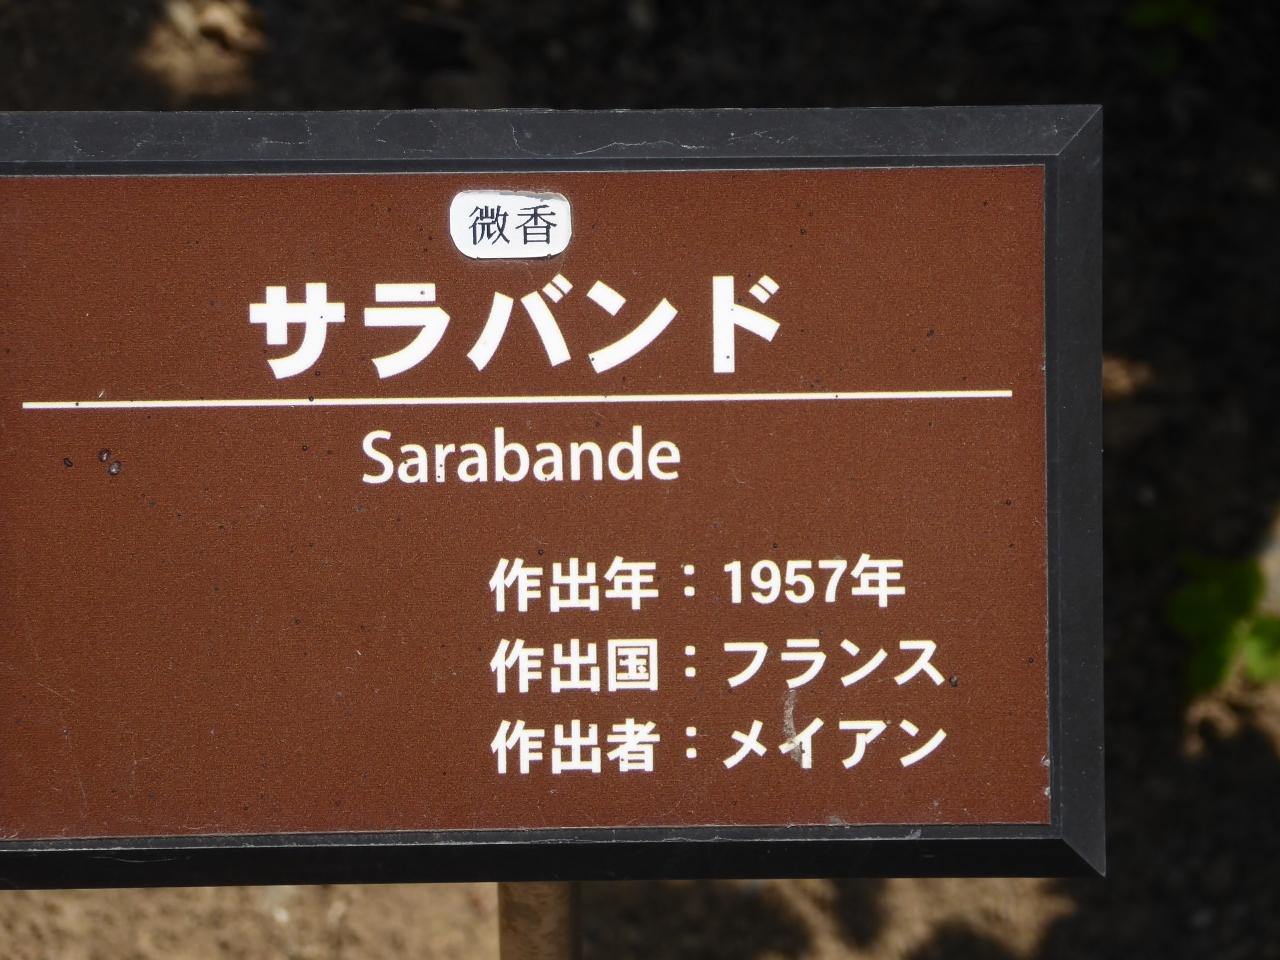 微香
サラバンド
Sarabande
作出年：1957年
作出国：フランス
作出者：メイアン